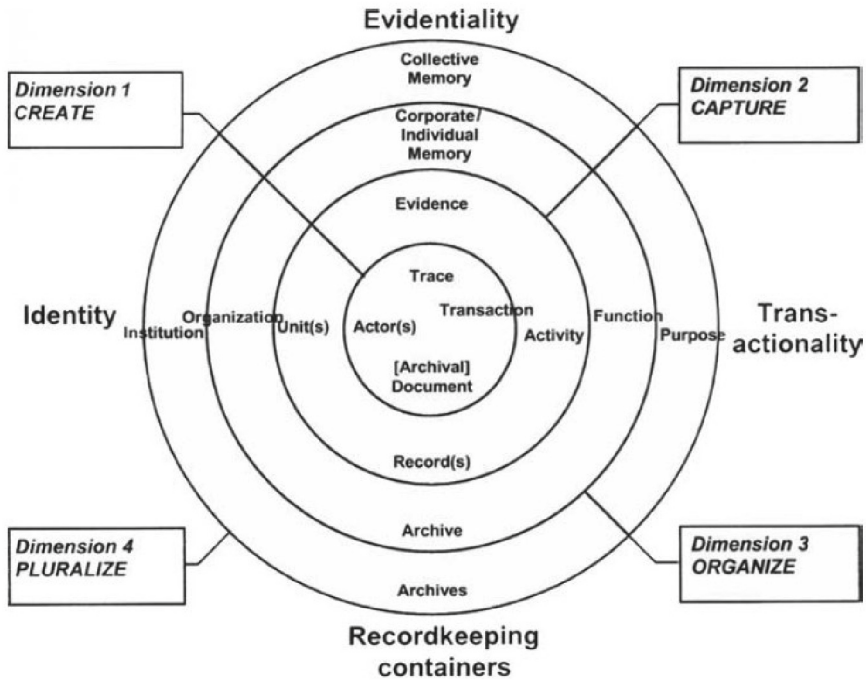 Evidentiality
Collective
Memory
Dimension 1
CREATE
Dimension 2
CAPTURE
Corporate/
Individual
Memory
Evidence
Trace
Identity
Institution
Organization
Unit(s)
Actor(s)
Transaction
Activity
Function
Purpose
Trans-
actionality
[Archival]
Document
Record(s)
Archive
Dimension 4
PLURALIZE
Dimension 3
ORGANIZE
Archives
Recordkeeping
containers